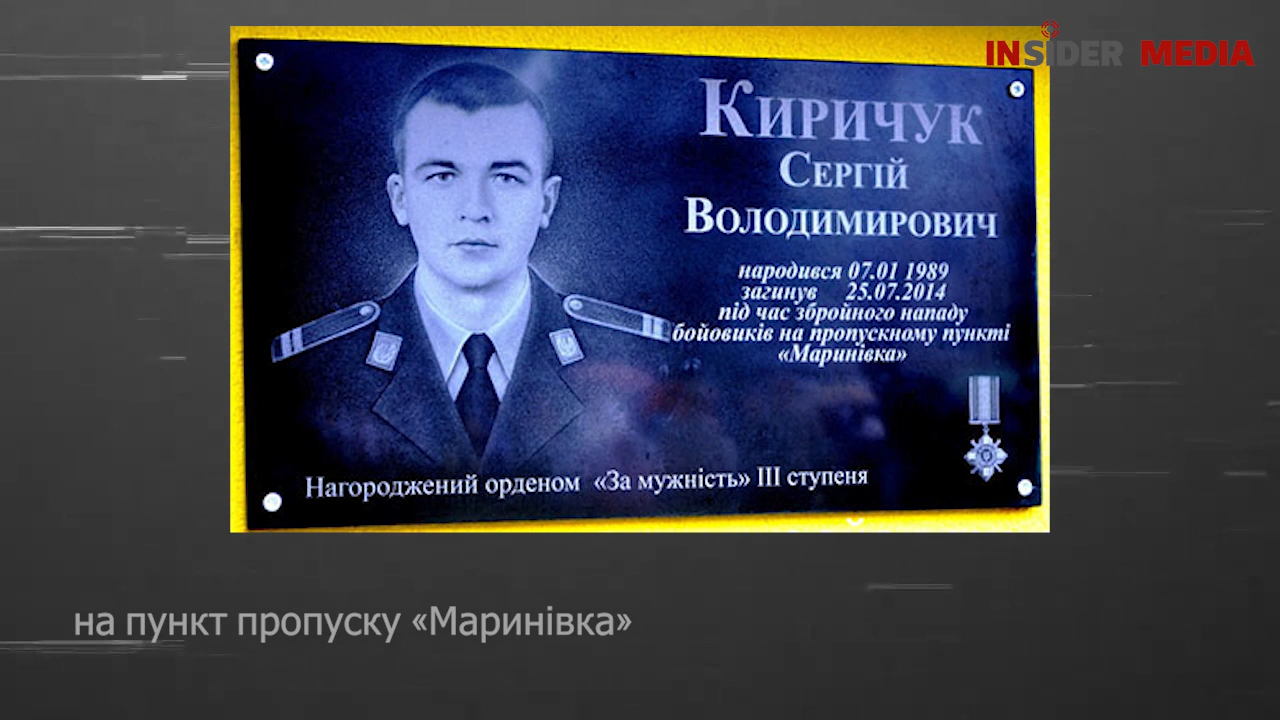 INSIDER MEDIA
КИРИЧУК
СЕРГІЙ
ВОЛОДИМИРОВИЧ
народився 07.01 1989
загинув 25.07.2014
під час збройного нападу
бойовиків на пропускному пункті
«Маринівка»
Нагороджений орденом «За мужність» III ступеня
на пункт пропуску «Маринівка»